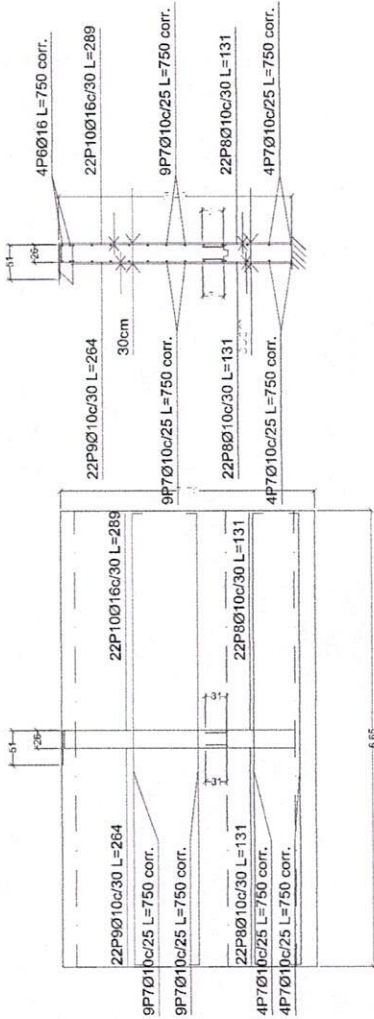 4P6Ø16 L=750 corr.
22P10Ø16c/30 L=289
9P7Ø10c/25 L=750 corr.
22P8Ø10c/30 L=131
4P7Ø10c/25 L=750 corr.
51
26
30cm
22P9Ø10c/30 L=264
9P7Ø10c/25 L=750 corr.
22P8Ø10c/30 L=131
4P7Ø10c/25 L=750 corr.
22P10Ø16c/30 L=289
22P8Ø10c/30 L=131
51
26
31
31
6.65
22P9Ø10c/30 L=264
22P8Ø10c/30 L=131
9P7Ø10c/25 L=750 corr.
9P7Ø10c/25 L=750 corr.
4P7Ø10c/25 L=750 corr.
4P7Ø10c/25 L=750 corr.